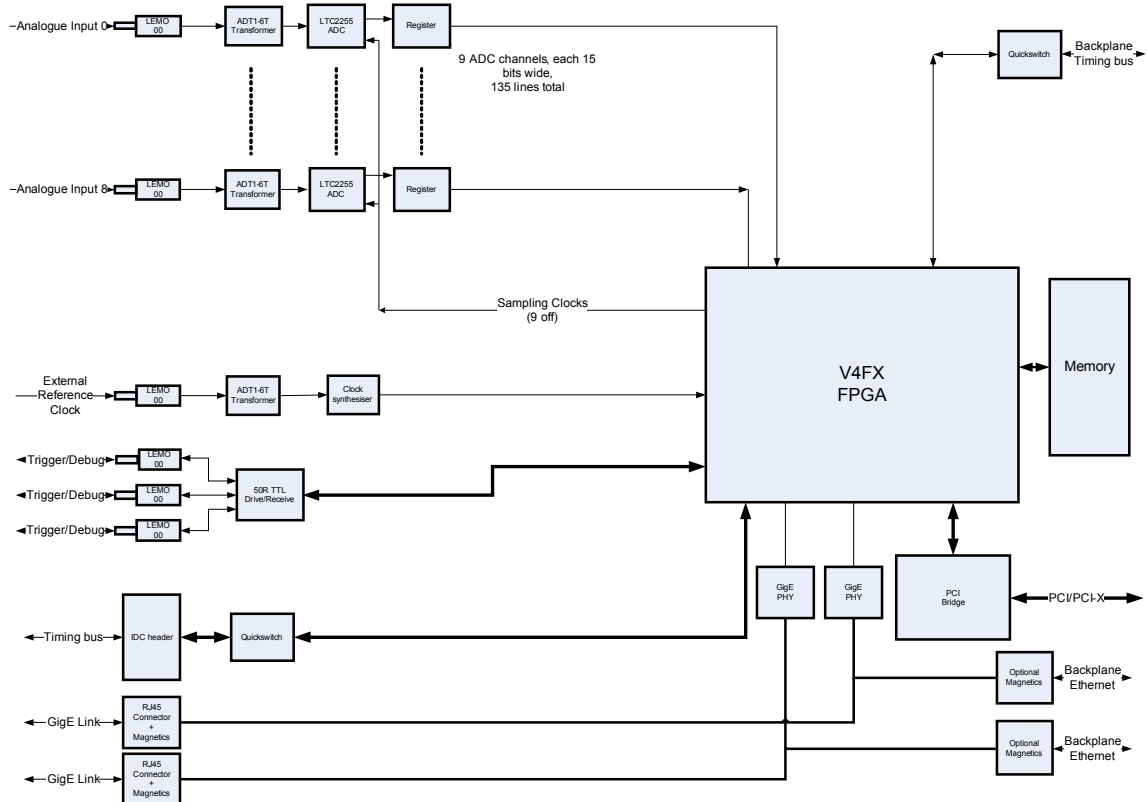 Analogue Input 0
LEMO
00
ADT1-6T
Transformer
LTC2255
ADC
Register
9 ADC channels, each 15
bits wide,
135 lines total
Quickswitch
Backplane
Timing bus
Analogue Input 8
LEMO
00
ADT1-6T
Transformer
LTC2255
ADC
Register
Sampling Clocks
(9 off)
V4FX
FPGA
Memory
External
Reference
Clock
LEMO
00
ADT1-6T
Transformer
Clock
synthesiser
Trigger/Debug
LEMO
00
Trigger/Debug
LEMO
00
Trigger/Debug
LEMO
00
50R TTL
Drive/Receive
GigE
PHY
GigE
PHY
PCI
Bridge
PCI/PCI-X
Timing bus
IDC header
Quickswitch
Optional
Magnetics
Backplane
Ethernet
GigE Link
RJ45
Connector
+
Magnetics
Optional
Magnetics
Backplane
Ethernet
GigE Link
RJ45
Connector
+
Magnetics